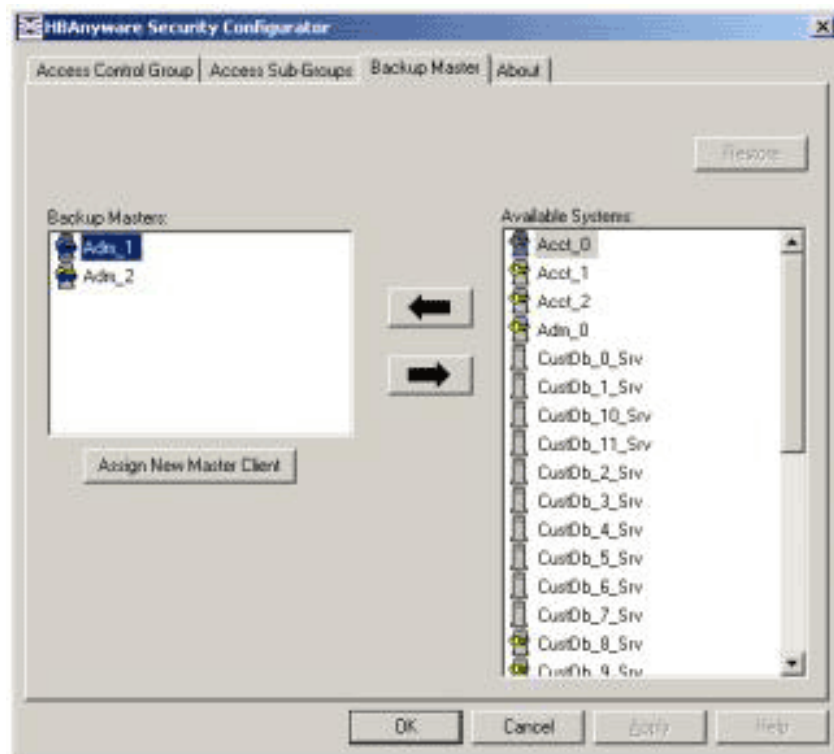 HBAnyware Security Configurator
Access Control Group
Access Sub-Groups
Backup Master
About
Restore
Backup Masters:
Adm_1
Adm_2
Assign New Master Client
Available Systems:
Acct_0
Acct_1
Acct_2
Adm_0
CustDb_0_Srv
CustDb_1_Srv
CustDb_10_Srv
CustDb_11_Srv
CustDb_2_Srv
CustDb_3_Srv
CustDb_4_Srv
CustDb_5_Srv
CustDb_6_Srv
CustDb_7_Srv
CustDb_8_Srv
CustDb_9_Srv
OK
Cancel
Apply
Help